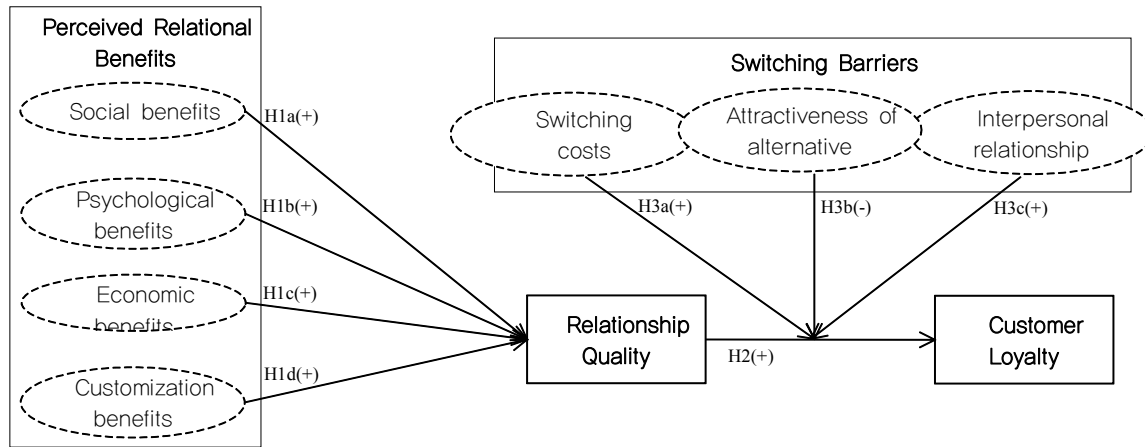 Perceived Relational
Benefits
Social benefits
H1a(+)
Psychological
benefits
H1b(+)
Economic
benefits
H1c(+)
Customization
benefits
H1d(+)
Switching Barriers
Switching
costs
Attractiveness of
alternative
Interpersonal
relationship
H3a(+)
H3b(-)
H3c(+)
Relationship
Quality
H2(+)
Customer
Loyalty